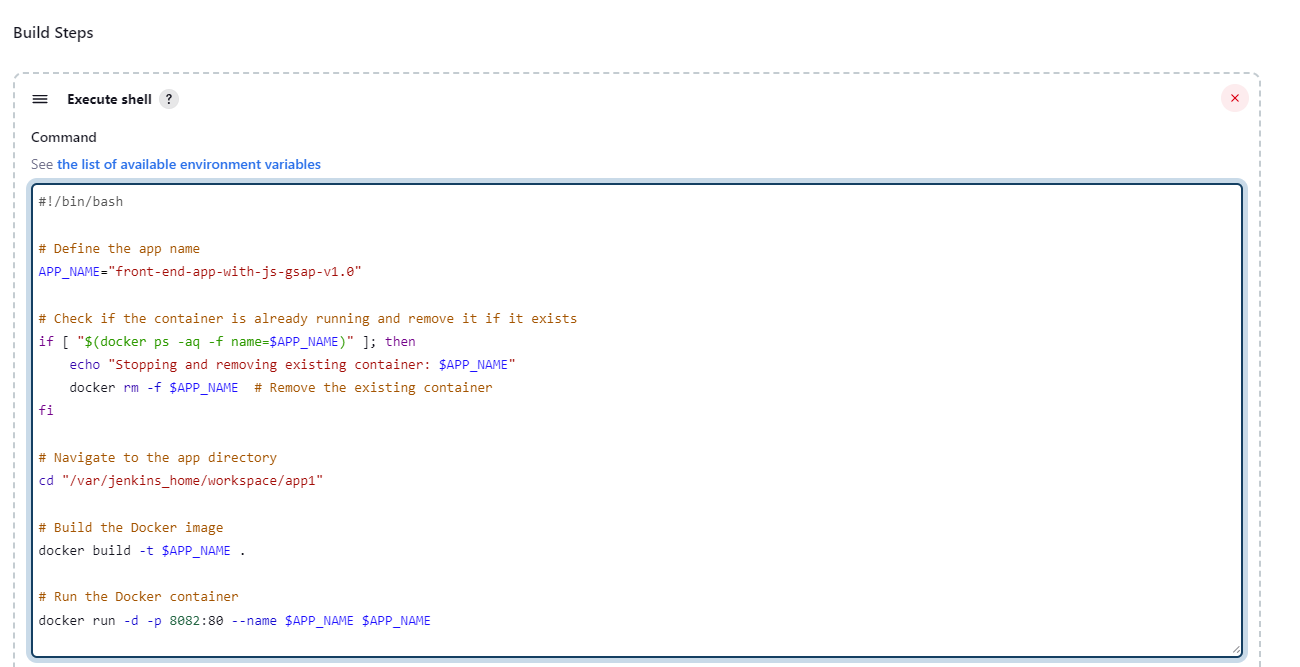 Build Steps
Execute shell ?
Command
See the list of available environment variables
#!/bin/bash
# Define the app name
APP_NAME="front-end-app-with-js-gsap-v1.0"
# Check if the container is already running and remove it if it exists
if [ "$(docker ps -aq -f name=$APP_NAME)" ]; then
    echo "Stopping and removing existing container: $APP_NAME"
    docker rm -f $APP_NAME  # Remove the existing container
fi
# Navigate to the app directory
cd "/var/jenkins_home/workspace/app1"
# Build the Docker image
docker build -t $APP_NAME .
# Run the Docker container
docker run -d -p 8082:80 --name $APP_NAME $APP_NAME